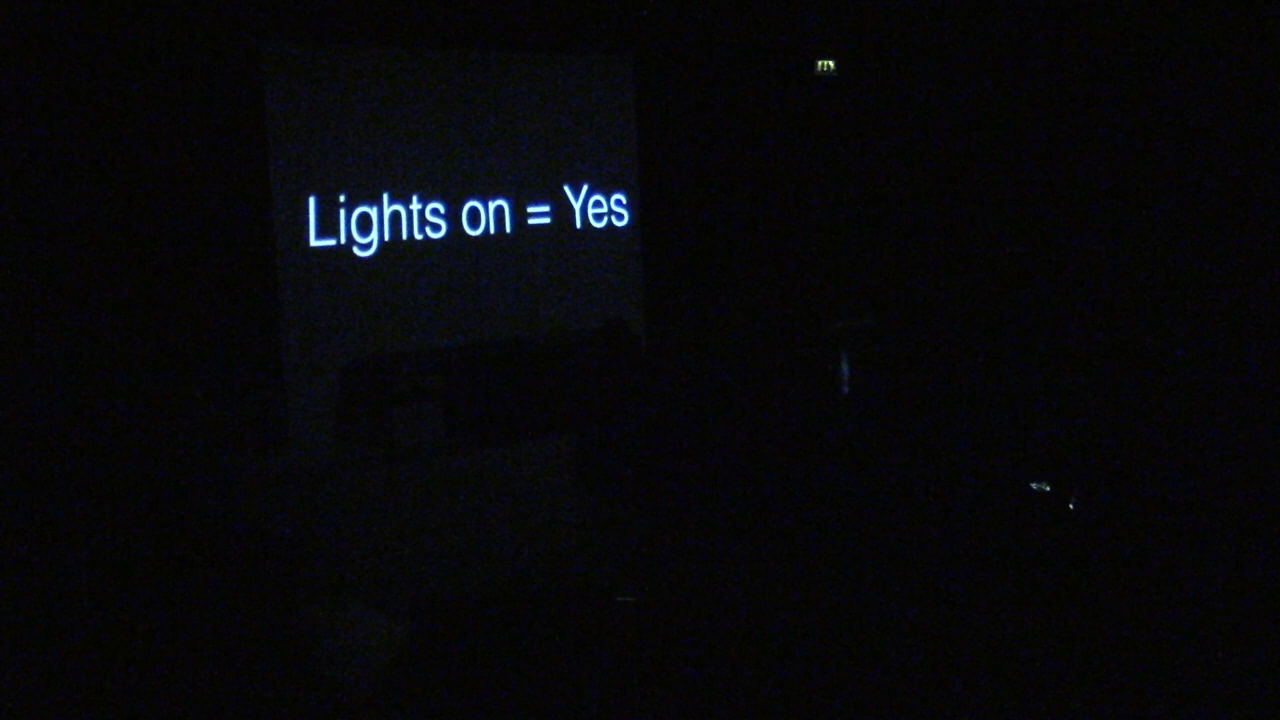 Lights on = Yes